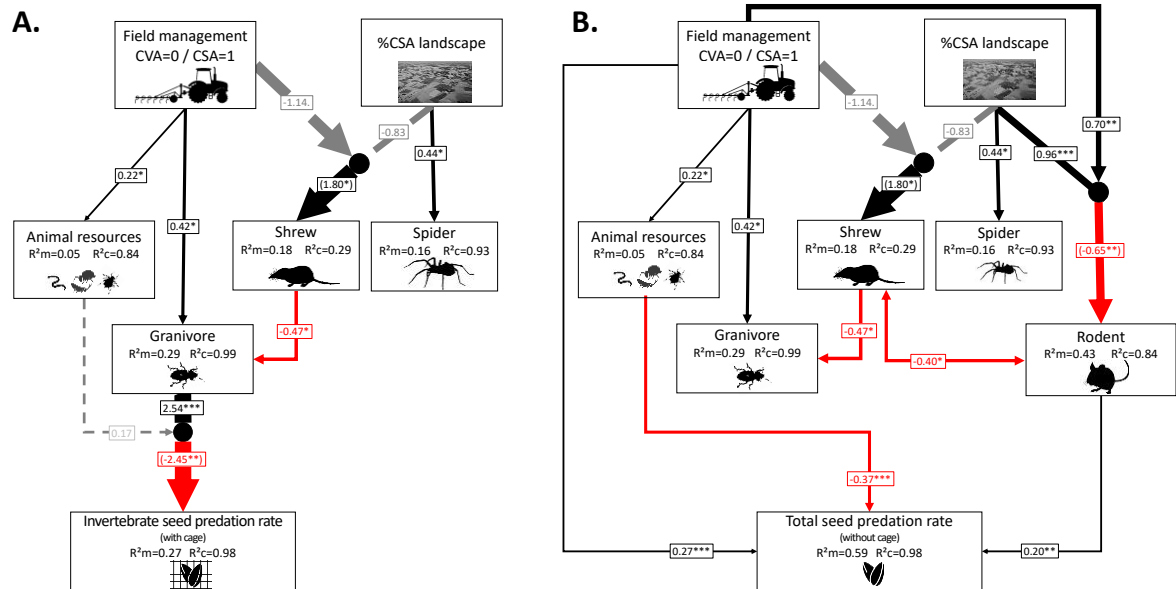 A.
Field management
CVA=0 / CSA=1
%CSA landscape
-1.14.
-0.83
0.44*
(1.80*)
0.22*
0.42*
Animal resources
R²m=0.05 R²c=0.84
Shrew
R²m=0.18 R²c=0.29
Spider
R²m=0.16 R²c=0.93
-0.47*
Granivore
R²m=0.29 R²c=0.99
2.54***
0.17
(-2.45**)
Invertebrate seed predation rate
(with cage)
R²m=0.27 R²c=0.98
B.
Field management
CVA=0 / CSA=1
%CSA landscape
-1.14.
-0.83
0.70**
0.44*
0.96***
(1.80*)
0.22*
0.42*
Animal resources
R²m=0.05 R²c=0.84
Shrew
R²m=0.18 R²c=0.29
Spider
R²m=0.16 R²c=0.93
(-0.65**)
-0.47*
Granivore
R²m=0.29 R²c=0.99
-0.40*
Rodent
R²m=0.43 R²c=0.84
-0.37***
Total seed predation rate
(without cage)
R²m=0.59 R²c=0.98
0.27***
0.20**